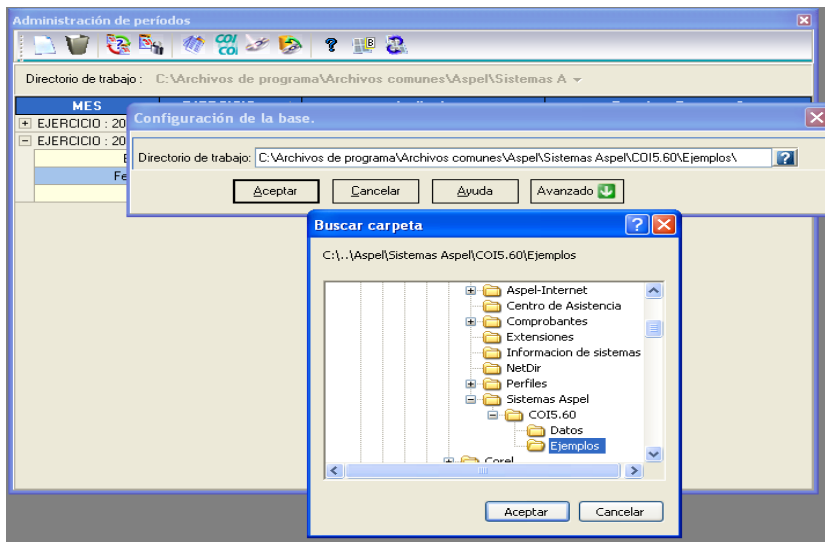 Administración de períodos
COI
COI
Directorio de trabajo : C:\Archivos de programa\Archivos comunes\Aspel\Sistemas A
MES
EJERCICIO : 20
Configuración de la base.
EJERCICIO : 20
Directorio de trabajo: C:\Archivos de programa\Archivos comunes\Aspel\Sistemas Aspel\COI5.60\Ejemplos\
Fe
Aceptar Cancelar Ayuda Avanzado
Buscar carpeta
C:\..\Aspel\Sistemas Aspel\COI5.60\Ejemplos
Aspel-Internet
Centro de Asistencia
Comprobantes
Extensiones
Informacion de sistemas
NetDir
Perfiles
Sistemas Aspel
COI5.60
Datos
Ejemplos
Corel
Aceptar Cancelar